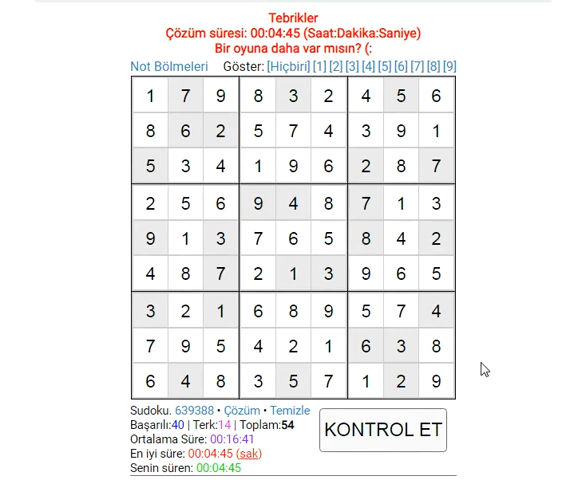 Tebrikler
Çözüm süresi: 00:04:45 (Saat:Dakika:Saniye)
Bir oyuna daha var mısın? (:
Not Bölmeleri Göster: [Hiçbiri] [1] [2] [3] [4] [5] [6] [7] [8] [9]
1 7 9 8 3 2 4 5 6
8 6 2 5 7 4 3 9 1
5 3 4 1 9 6 2 8 7
2 5 6 9 4 8 7 1 3
9 1 3 7 6 5 8 4 2
4 8 7 2 1 3 9 6 5
3 2 1 6 8 9 5 7 4
7 9 5 4 2 1 6 3 8
6 4 8 3 5 7 1 2 9
Sudoku. 639388 • Çözüm • Temizle
Başarılı:40 | Terk:14 | Toplam:54
Ortalama Süre: 00:16:41
En iyi süre: 00:04:45 (sak)
Senin süren: 00:04:45
KONTROL ET